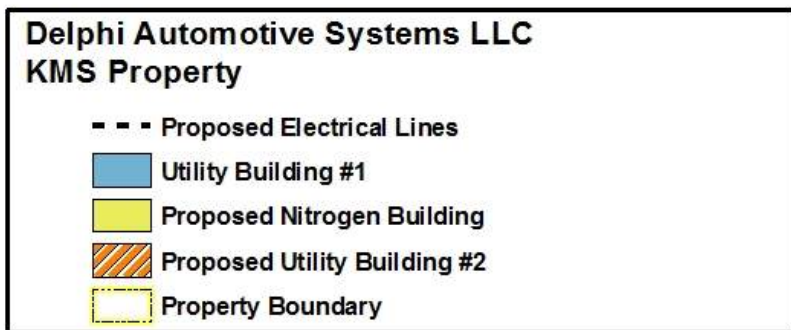 Delphi Automotive Systems LLC
KMS Property
Proposed Electrical Lines
Utility Building #1
Proposed Nitrogen Building
Proposed Utility Building #2
Property Boundary